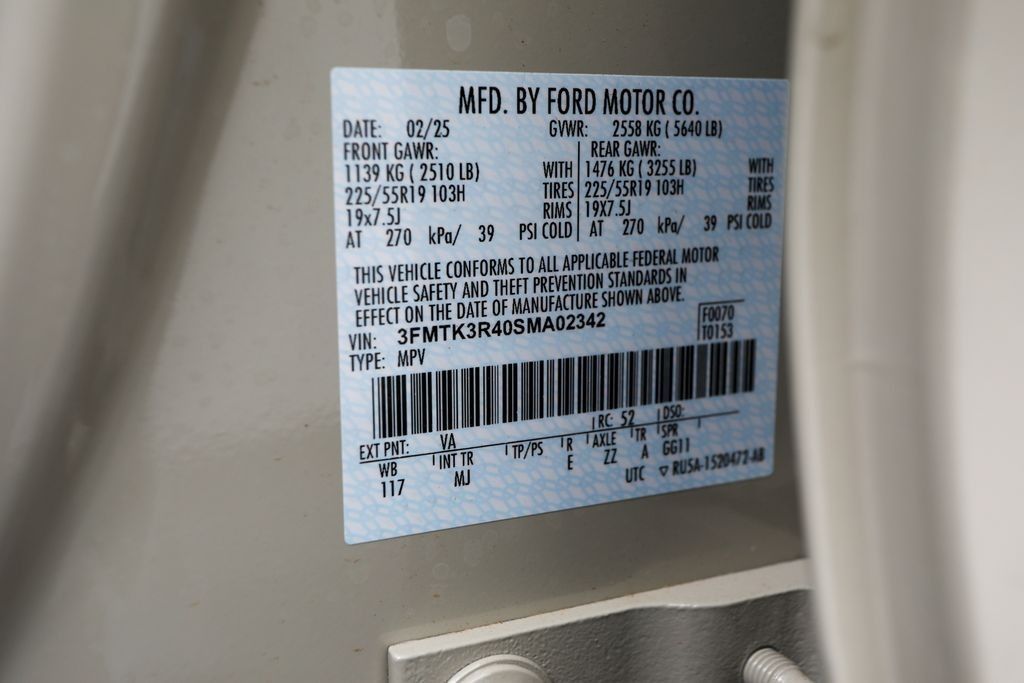 MFD. BY FORD MOTOR CO.
DATE: 02/25 GVWR: 2558 KG ( 5640 LB)
FRONT GAWR: REAR GAWR:
1139 KG ( 2510 LB) WITH 1476 KG ( 3255 LB) WITH
225/55R19 103H TIRES 225/55R19 103H TIRES
19x7.5J RIMS 19X7.5J RIMS
AT 270 kPa/ 39 PSI COLD AT 270 kPa/ 39 PSI COLD
THIS VEHICLE CONFORMS TO ALL APPLICABLE FEDERAL MOTOR
VEHICLE SAFETY AND THEFT PREVENTION STANDARDS IN
EFFECT ON THE DATE OF MANUFACTURE SHOWN ABOVE.
VIN: 3FMTK3R40SMA02342 F0070
TYPE: MPV T0153
EXT PNT: VA RC: 52 DSO:
WB INT TR TP/PS R AXLE TR SPR
117 MJ E ZZ A GG11
UTC ▽ RU5A-1520472-AB